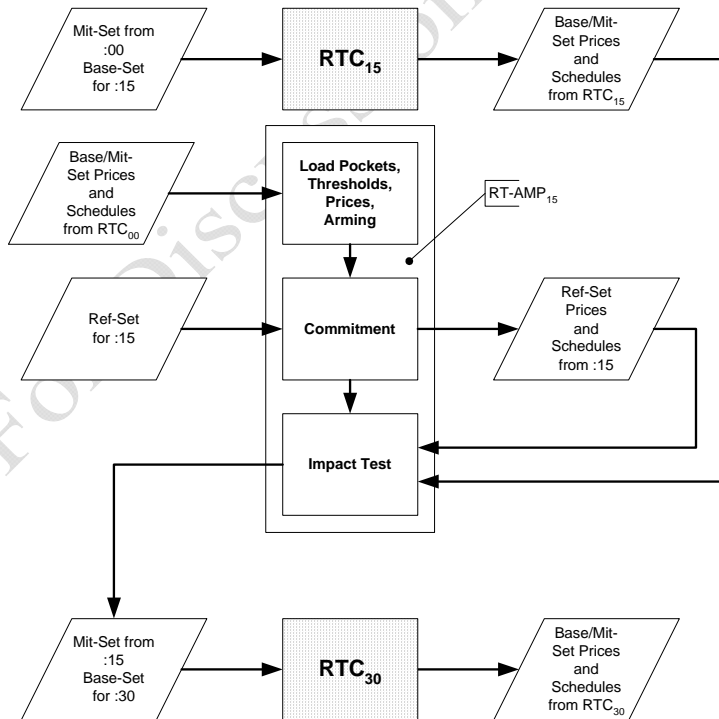 Mit-Set from
:00
Base-Set
for :15
RTC15
Base/Mit-
Set Prices
and
Schedules
from RTC15
Base/Mit-
Set Prices
and
Schedules
from RTC00
Load Pockets,
Thresholds,
Prices,
Arming
RT-AMP15
Ref-Set
for :15
Commitment
Ref-Set
Prices
and
Schedules
from :15
Impact Test
Mit-Set from
:15
Base-Set
for :30
RTC30
Base/Mit-
Set Prices
and
Schedules
from RTC30
For Discussion